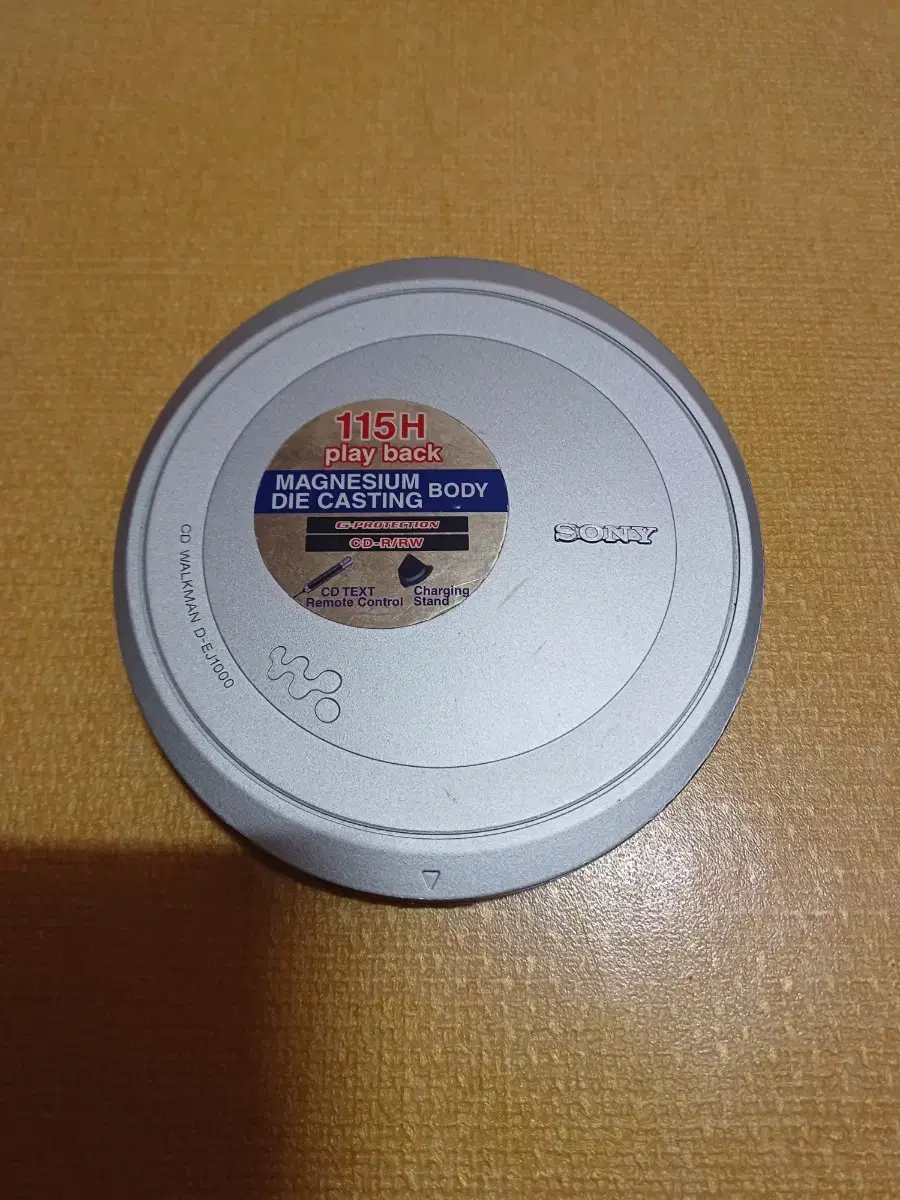 115H
play back
MAGNESIUM
DIE CASTING BODY
G-PROTECTION
CD-R/RW
CD TEXT
Remote Control
Charging
Stand
SONY
CD WALKMAN D-EJ1000